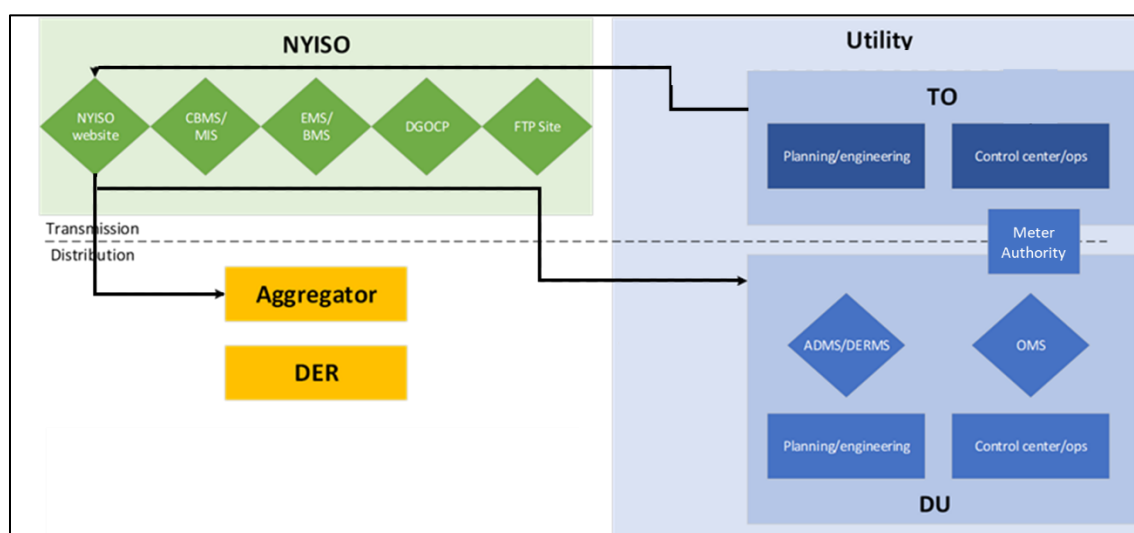 NYISO
Utility
NYISO
website
CBMS/
MIS
EMS/
BMS
DGOCP
FTP Site
TO
Planning/engineering
Control center/ops
Transmission
Distribution
Meter
Authority
Aggregator
DER
ADMS/DERMS
OMS
Planning/engineering
Control center/ops
DU